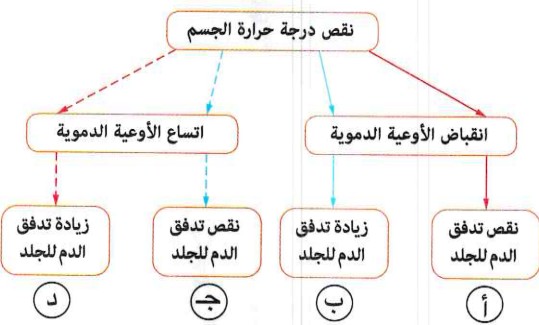 نقص درجة حرارة الجسم
انقباض الأوعية الدموية
اتساع الأوعية الدموية
نقص تدفق
الدم للجلد
زيادة تدفق
الدم للجلد
نقص تدفق
الدم للجلد
زيادة تدفق
الدم للجلد
أ
ب
جـ
د